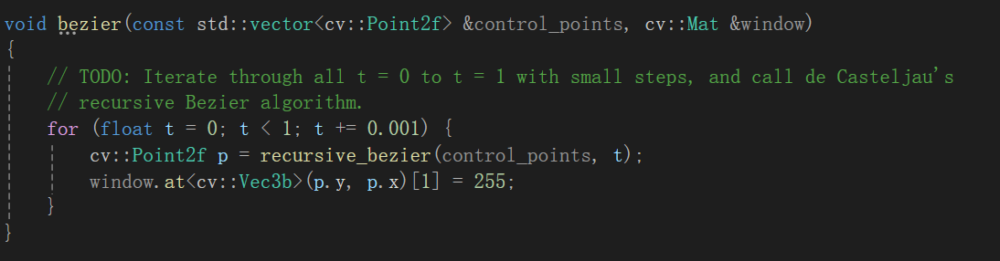 void bezier(const std::vector<cv::Point2f> &control_points, cv::Mat &window)
{
    // TODO: Iterate through all t = 0 to t = 1 with small steps, and call de Casteljau's
    // recursive Bezier algorithm.
    for (float t = 0; t < 1; t += 0.001) {
        cv::Point2f p = recursive_bezier(control_points, t);
        window.at<cv::Vec3b>(p.y, p.x)[1] = 255;
    }
}